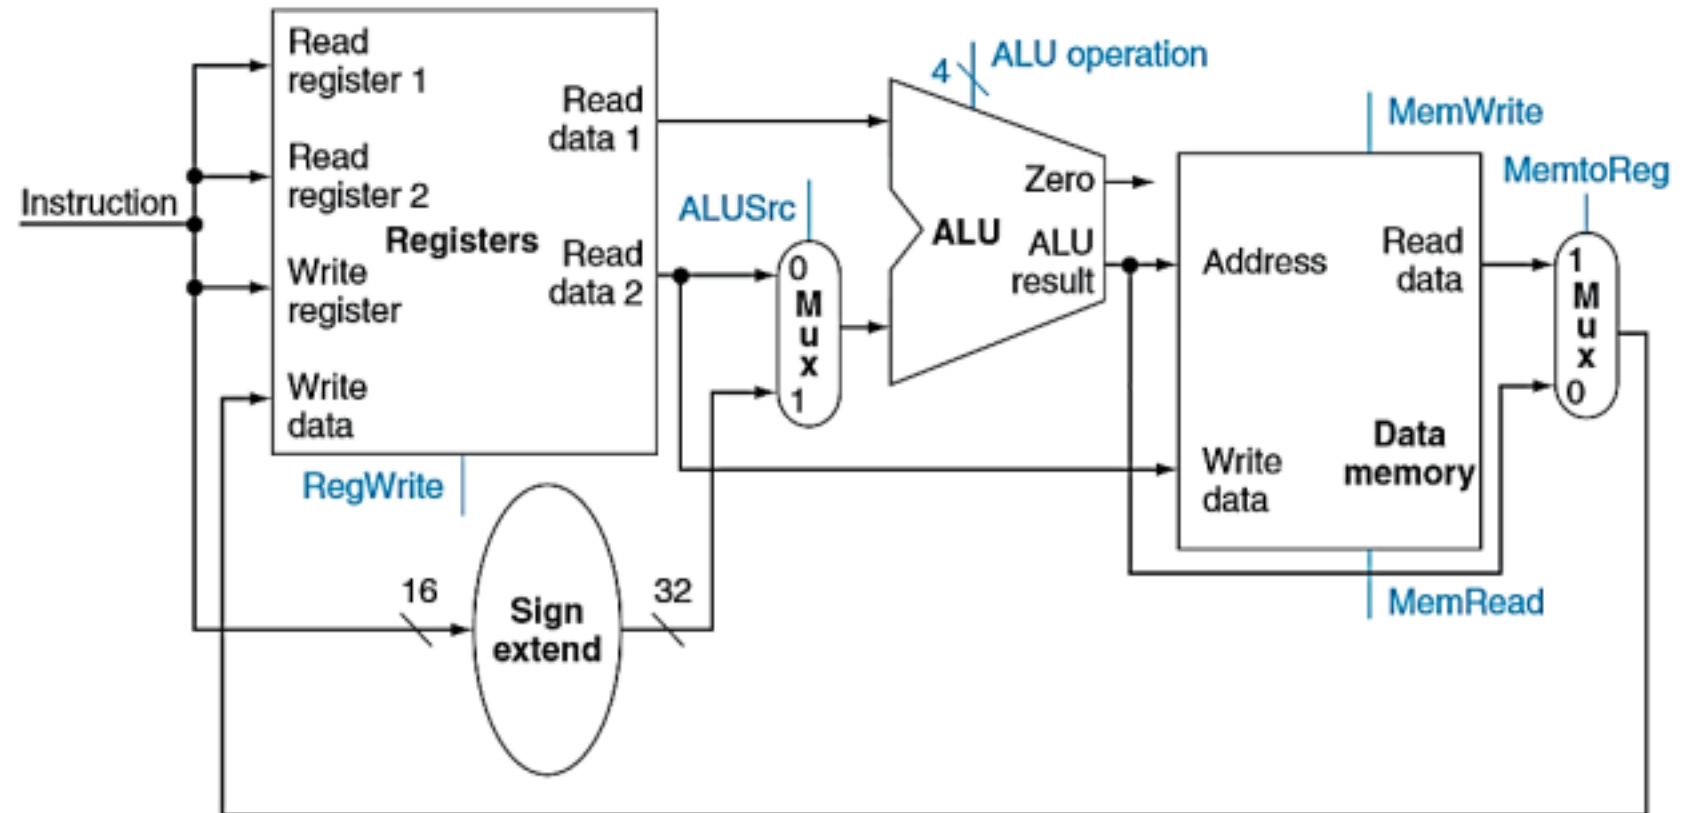 Instruction
Read
register 1
Read
register 2
Registers
Write
register
Write
data
Read
data 1
Read
data 2
RegWrite
16
Sign
extend
32
ALUSrc
0
M
u
x
1
4
ALU operation
Zero
ALU
ALU
result
MemWrite
Address
Read
data
Write
data
Data
memory
MemRead
MemtoReg
1
M
u
x
0